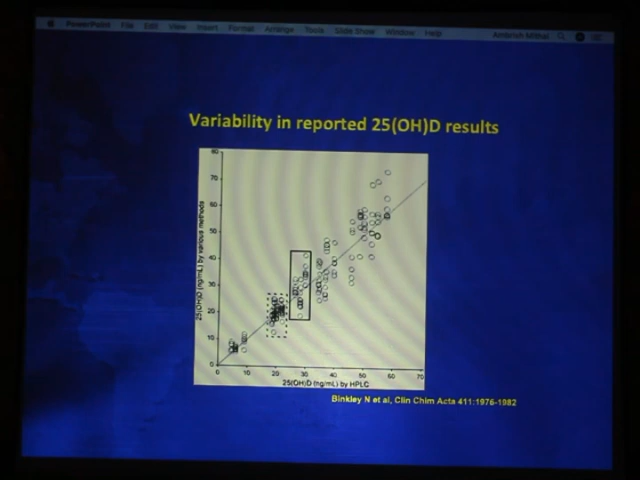 PowerPoint File Edit View Insert Format Arrange Tools Slide Show Window Help Ambrish Mithal
Variability in reported 25(OH)D results
80
70
60
50
40
30
20
10
0
25(OH)D (ng/mL) by various methods
0 10 20 30 40 50 60 70
25(OH)D (ng/mL) by HPLC
Binkley N et al, Clin Chim Acta 411:1976-1982